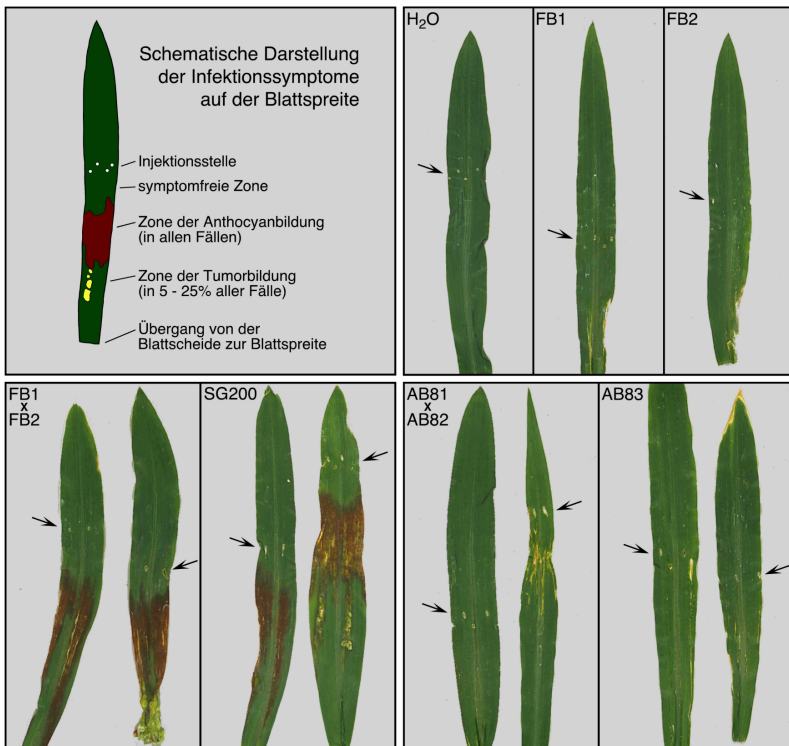 Schematische Darstellung
der Infektionssymptome
auf der Blattspreite
Injektionsstelle
symptomfreie Zone
Zone der Anthocyanbildung
(in allen Fällen)
Zone der Tumorbildung
(in 5 - 25% aller Fälle)
Übergang von der
Blattscheide zur Blattspreite
H₂O
FB1
FB2
FB1
x
FB2
SG200
AB81
x
AB82
AB83